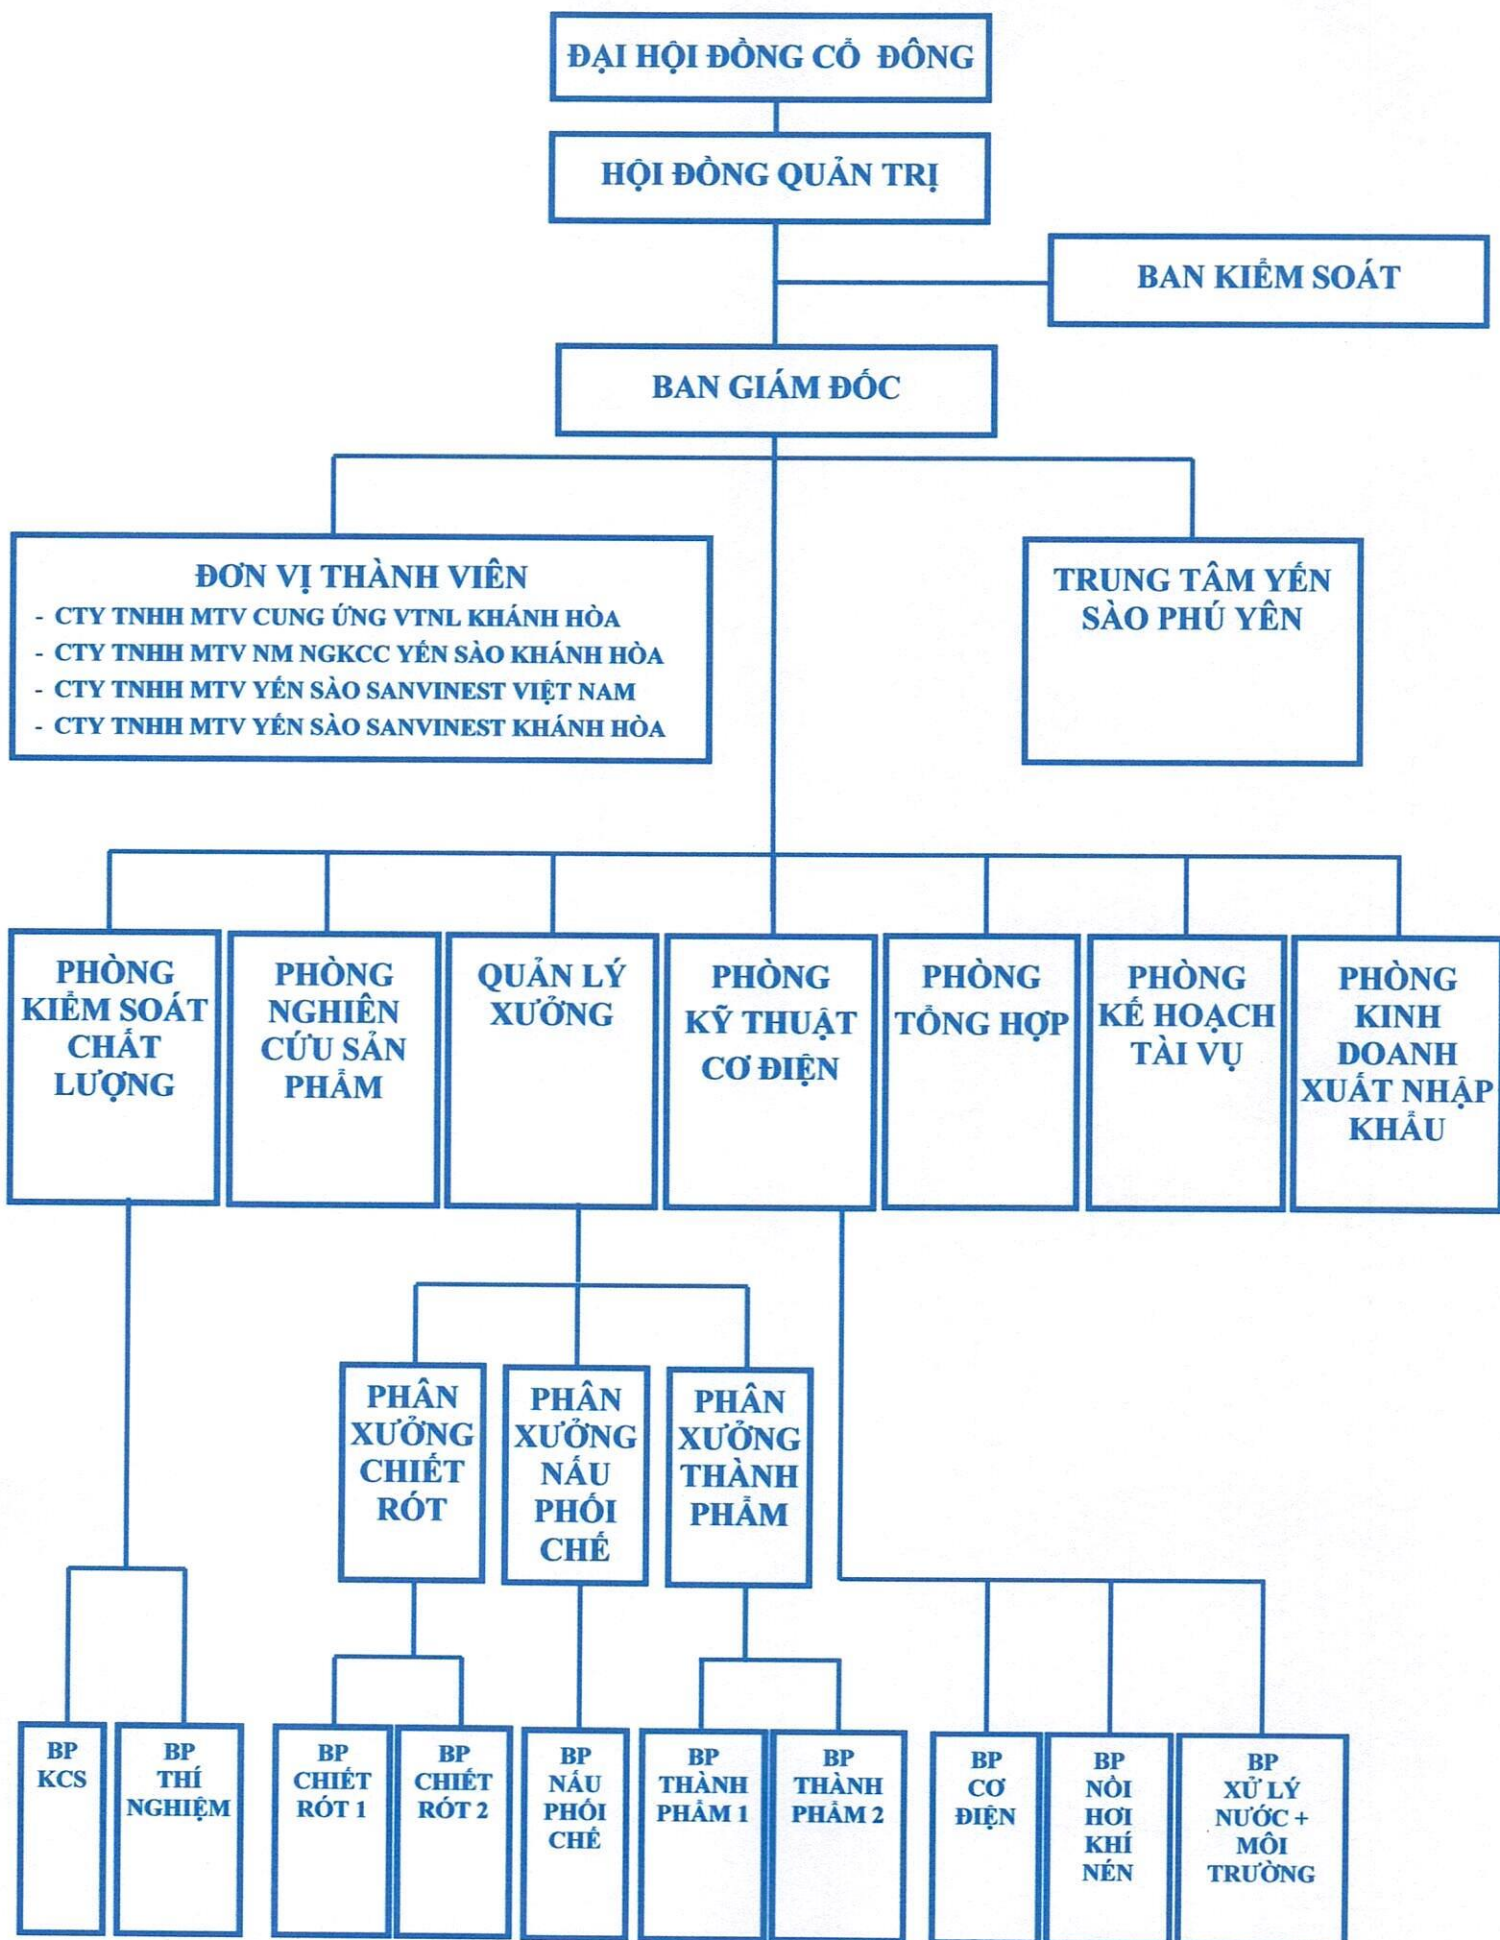 ĐẠI HỘI ĐỒNG CỔ ĐÔNG
HỘI ĐỒNG QUẢN TRỊ
BAN KIỂM SOÁT
BAN GIÁM ĐỐC
ĐƠN VỊ THÀNH VIÊN
- CTY TNHH MTV CUNG ỨNG VTNL KHÁNH HÒA
- CTY TNHH MTV NM NGKCC YẾN SÀO KHÁNH HÒA
- CTY TNHH MTV YẾN SÀO SANVINEST VIỆT NAM
- CTY TNHH MTV YẾN SÀO SANVINEST KHÁNH HÒA
TRUNG TÂM YẾN
SÀO PHÚ YÊN
PHÒNG
KIỂM SOÁT
CHẤT
LƯỢNG
PHÒNG
NGHIÊN
CỨU SẢN
PHẨM
QUẢN LÝ
XƯỞNG
PHÒNG
KỸ THUẬT
CƠ ĐIỆN
PHÒNG
TỔNG HỢP
PHÒNG
KẾ HOẠCH
TÀI VỤ
PHÒNG
KINH
DOANH
XUẤT NHẬP
KHẨU
PHÂN
XƯỞNG
CHIẾT
RÓT
PHÂN
XƯỞNG
NẤU
PHỐI
CHẾ
PHÂN
XƯỞNG
THÀNH
PHẨM
BP
KCS
BP
THÍ
NGHIỆM
BP
CHIẾT
RÓT 1
BP
CHIẾT
RÓT 2
BP
NẤU
PHỐI
CHẾ
BP
THÀNH
PHẨM 1
BP
THÀNH
PHẨM 2
BP
CƠ
ĐIỆN
BP
NỒI
HƠI
KHÍ
NÉN
BP
XỬ LÝ
NƯỚC +
MÔI
TRƯỜNG